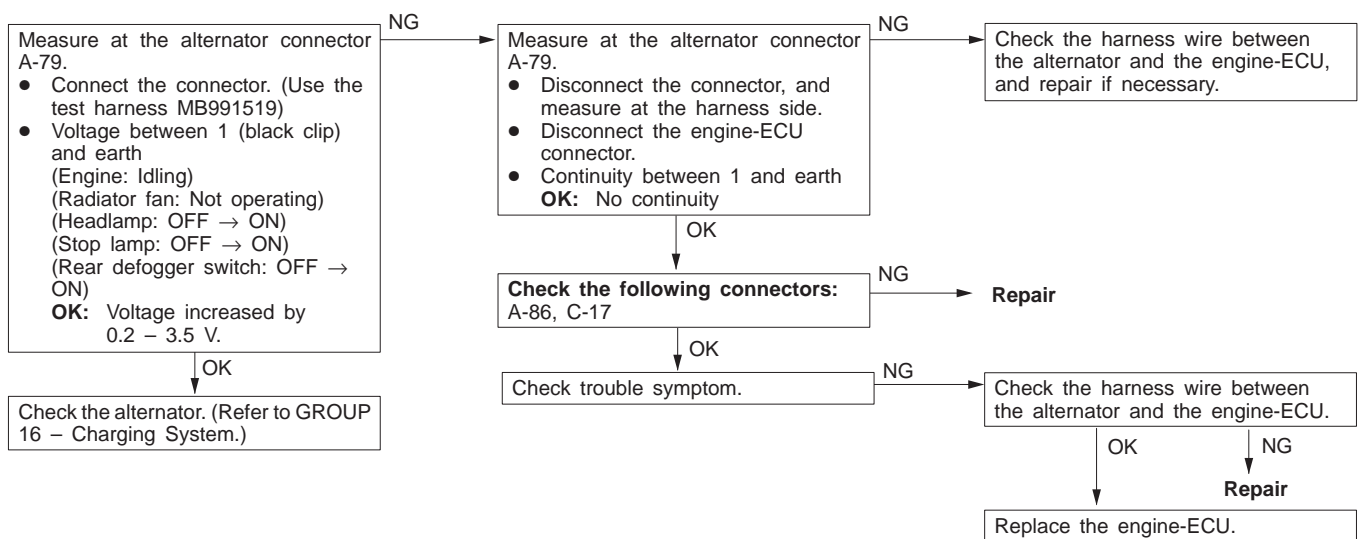 Measure at the alternator connector
A-79.
● Connect the connector. (Use the
test harness MB991519)
● Voltage between 1 (black clip)
and earth
(Engine: Idling)
(Radiator fan: Not operating)
(Headlamp: OFF → ON)
(Stop lamp: OFF → ON)
(Rear defogger switch: OFF →
ON)
OK: Voltage increased by
0.2 – 3.5 V.
OK
Check the alternator. (Refer to GROUP
16 – Charging System.)
NG
Measure at the alternator connector
A-79.
● Disconnect the connector, and
measure at the harness side.
● Disconnect the engine-ECU
connector.
● Continuity between 1 and earth
OK: No continuity
NG
Check the harness wire between
the alternator and the engine-ECU,
and repair if necessary.
OK
Check the following connectors:
A-86, C-17
NG
Repair
OK
Check trouble symptom.
NG
Check the harness wire between
the alternator and the engine-ECU.
OK
NG
Repair
Replace the engine-ECU.